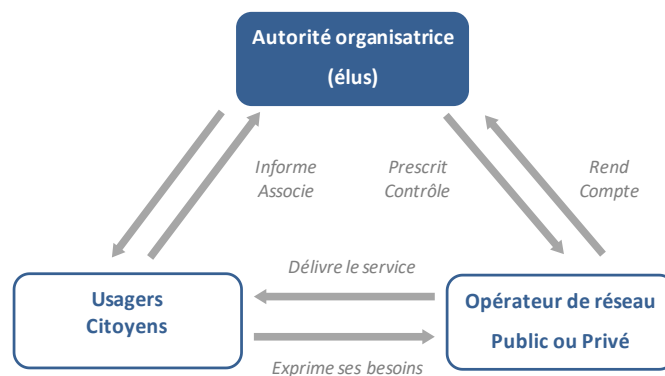 Autorité organisatrice
(élus)
Informe
Associe
Prescrit
Contrôle
Rend
Compte
Délivre le service
Usagers
Citoyens
Opérateur de réseau
Public ou Privé
Exprime ses besoins